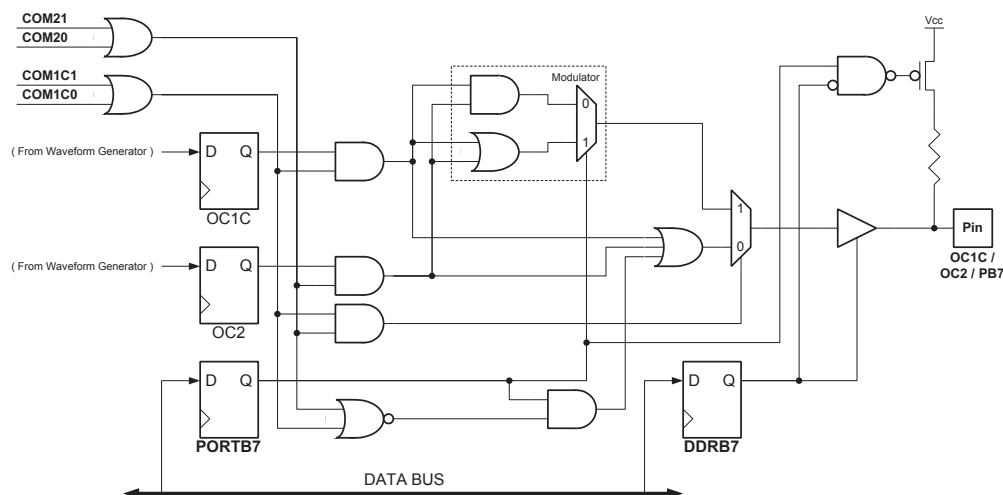 COM21
COM20
COM1C1
COM1C0
Vcc
Modulator
0
1
( From Waveform Generator )
D Q
OC1C
1
0
Pin
OC1C /
OC2 / PB7
( From Waveform Generator )
D Q
OC2
D Q
PORTB7
D Q
DDRB7
DATA BUS